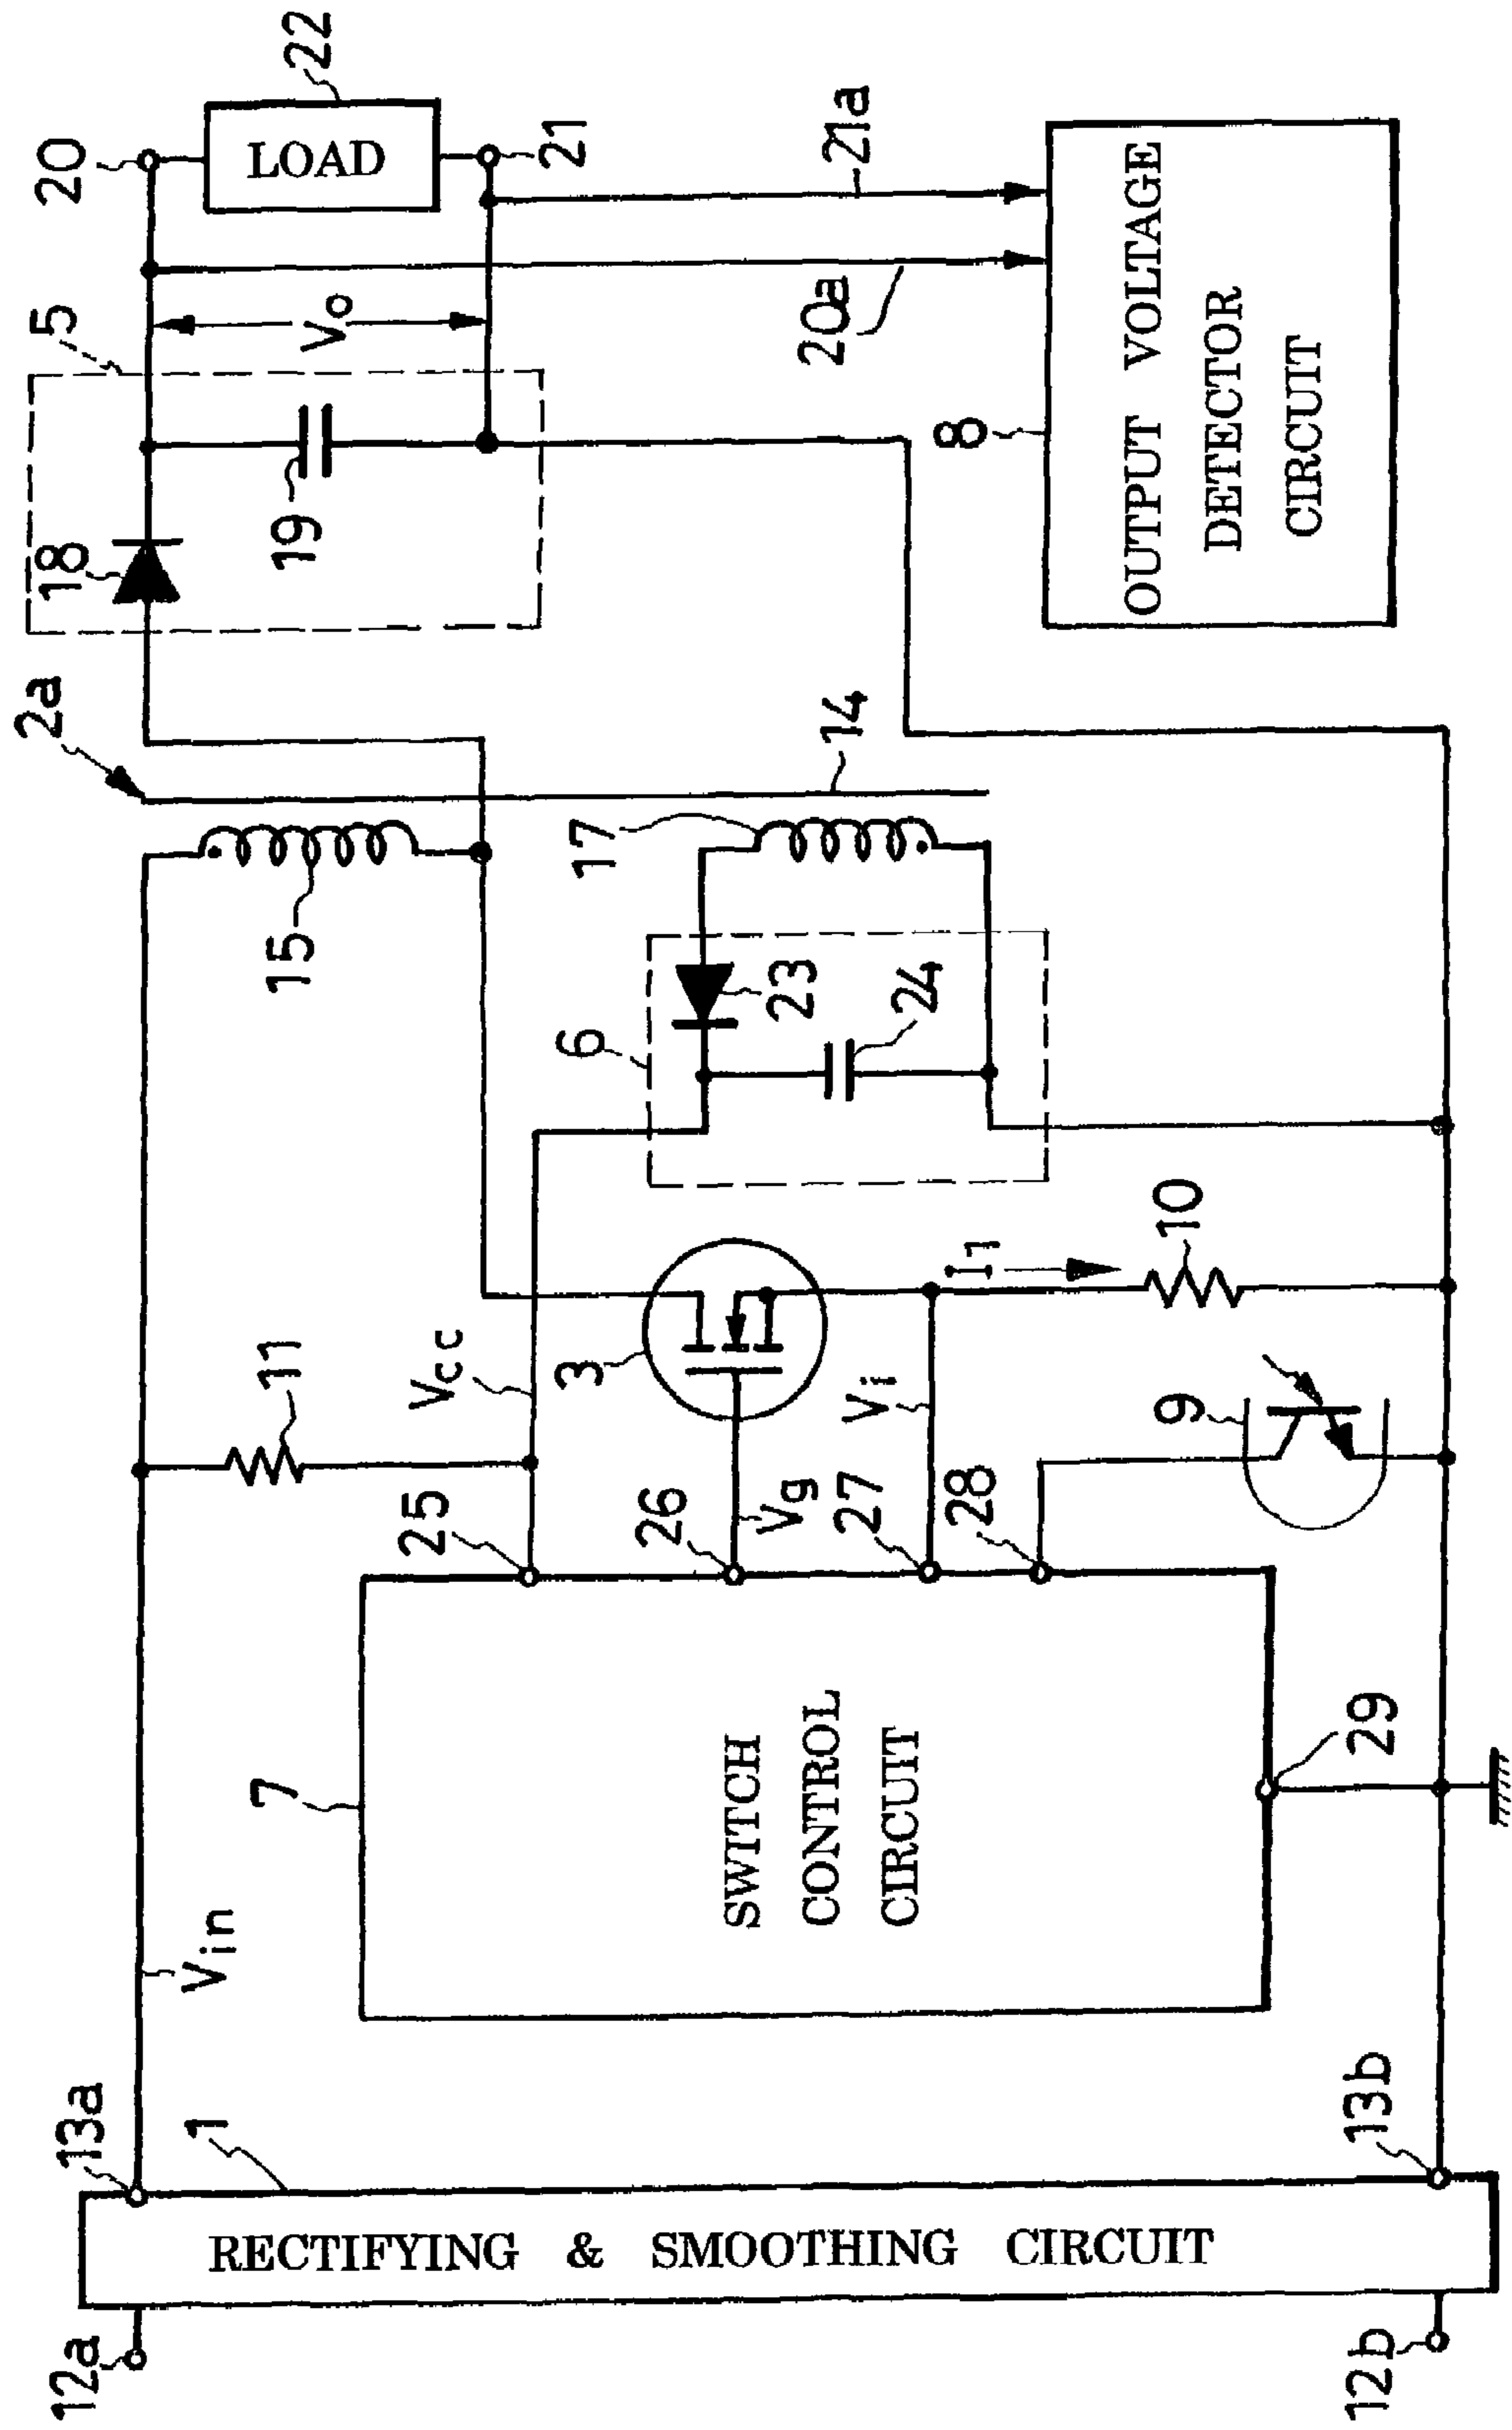 2a
5
20
22
LOAD
18
19
Vo
21
15
14
17
20a
21a
11
Vcc
6
23
24
8
OUTPUT VOLTAGE
DETECTOR
CIRCUIT
13a
Vin
1
7
25
26
Vg
3
27
Vi
I1
28
10
9
SWITCH
CONTROL
CIRCUIT
29
RECTIFYING & SMOOTHING CIRCUIT
12a
12b
13b